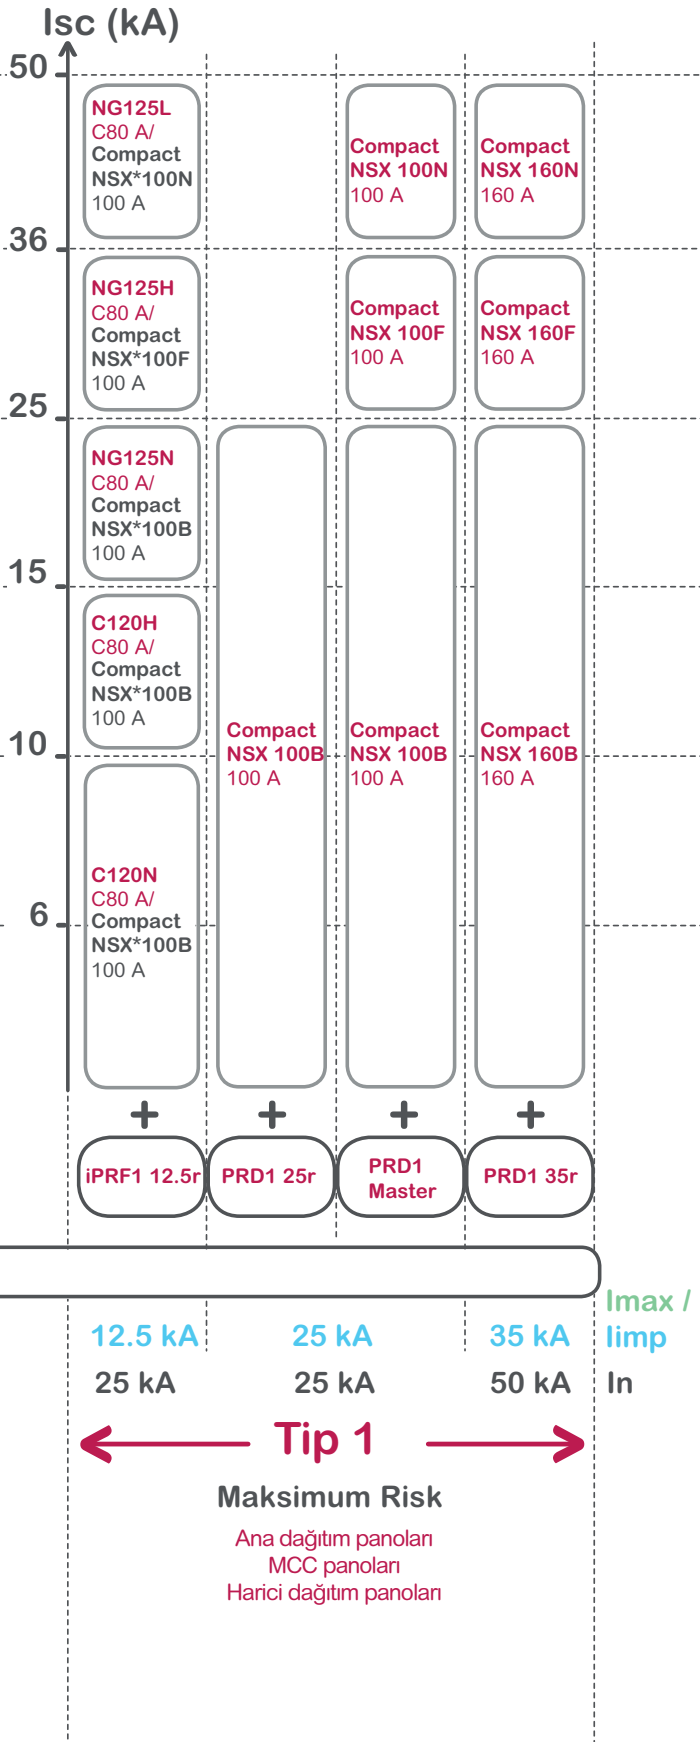 Isc (kA)
50
NG125L
C80 A/
Compact
NSX*100N
100 A
Compact
NSX 100N
100 A
Compact
NSX 160N
160 A
36
NG125H
C80 A/
Compact
NSX*100F
100 A
Compact
NSX 100F
100 A
Compact
NSX 160F
160 A
25
NG125N
C80 A/
Compact
NSX*100B
100 A
15
C120H
C80 A/
Compact
NSX*100B
100 A
10
Compact
NSX 100B
100 A
Compact
NSX 100B
100 A
Compact
NSX 160B
160 A
C120N
C80 A/
Compact
NSX*100B
100 A
6
+ + + +
iPRF1 12.5r
PRD1 25r
PRD1
Master
PRD1 35r
Imax /
12.5 kA 25 kA 35 kA Iimp
25 kA 25 kA 50 kA In
Tip 1
Maksimum Risk
Ana dağıtım panoları
MCC panoları
Harici dağıtım panoları